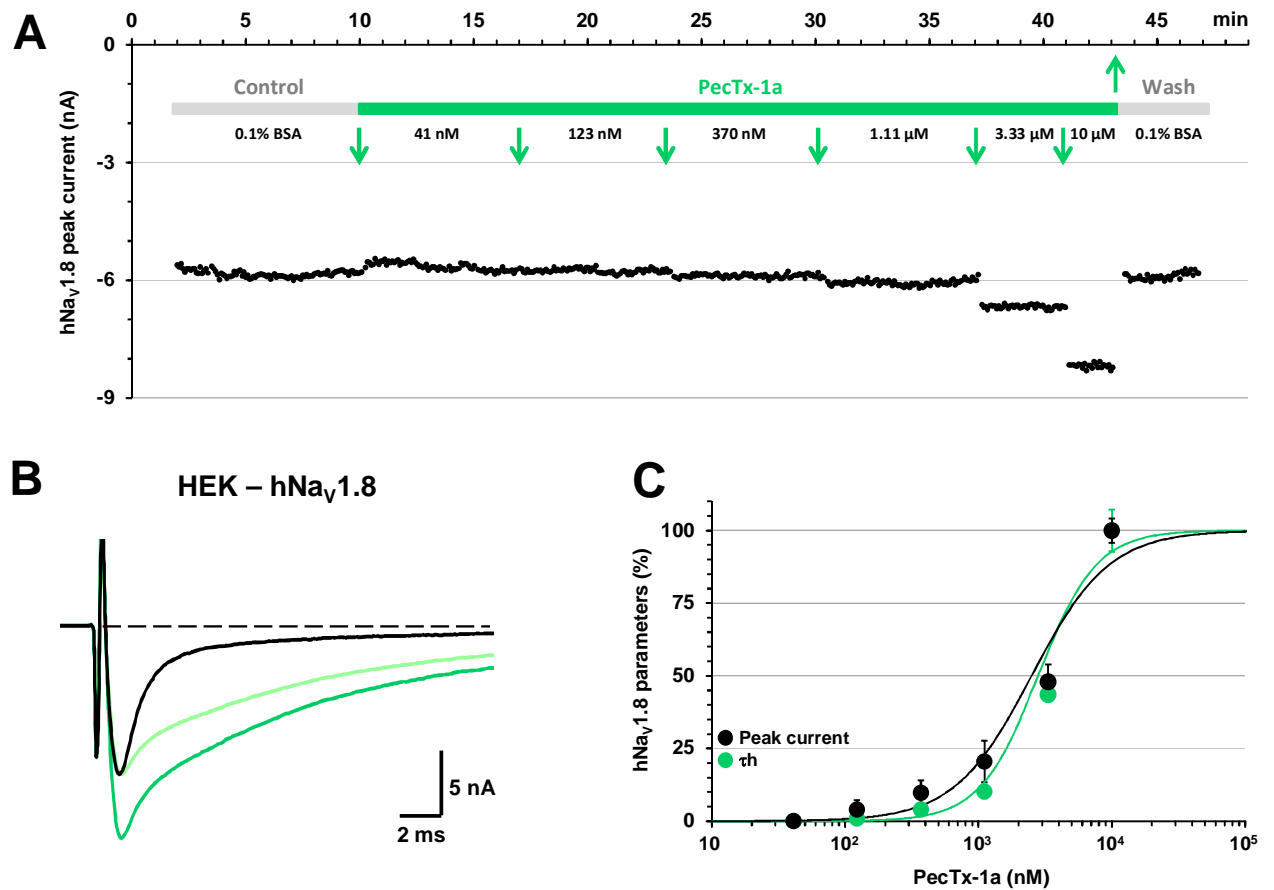 A
0 5 10 15 20 25 30 35 40 45 min
hNaV1.8 peak current (nA)
0
-3
-6
-9
Control PecTx-1a Wash
0.1% BSA 41 nM 123 nM 370 nM 1.11 µM 3.33 µM 10 µM 0.1% BSA
B
HEK – hNaV1.8
5 nA
2 ms
C
hNaV1.8 parameters (%)
100
75
50
25
0
Peak current
τh
10 10² 10³ 10⁴ 10⁵
PecTx-1a (nM)